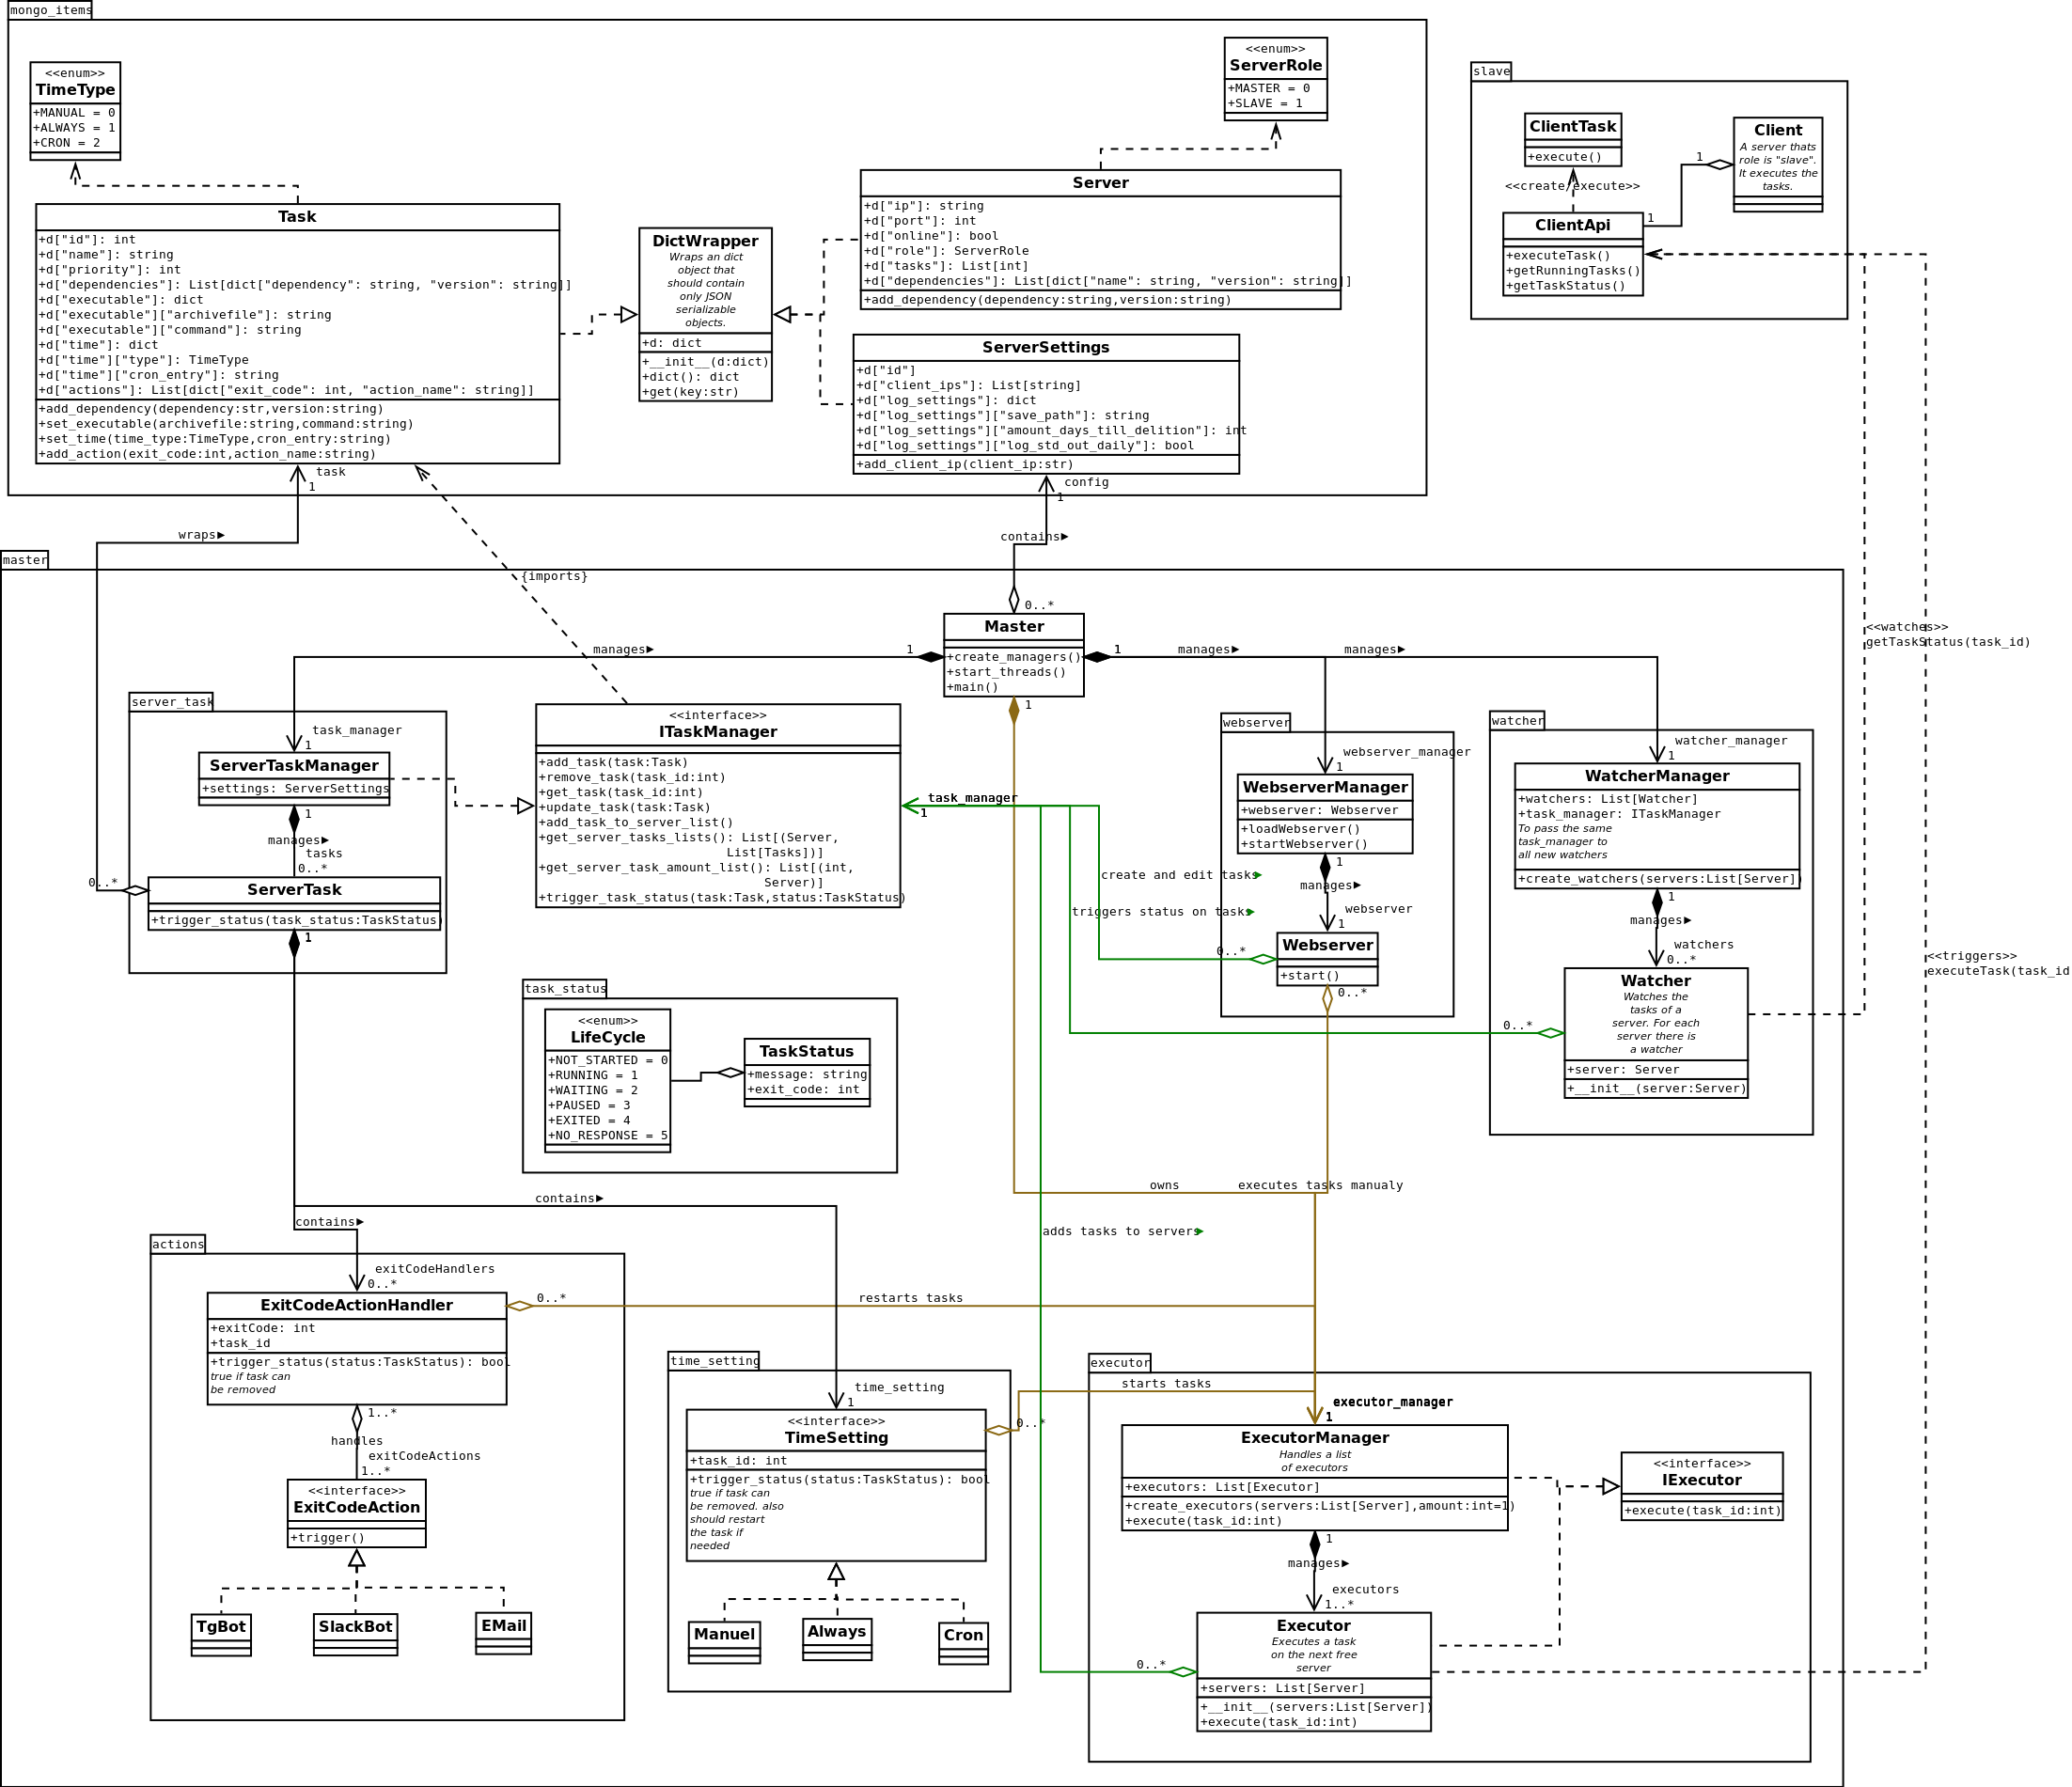 mongo_items
<<enum>>
TimeType
+MANUAL = 0
+ALWAYS = 1
+CRON = 2
<<enum>>
ServerRole
+MASTER = 0
+SLAVE = 1
Task
+d["id"]: int
+d["name"]: string
+d["priority"]: int
+d["dependencies"]: List[dict["dependency": string, "version": string]]
+d["executable"]: dict
+d["executable"]["archivefile"]: string
+d["executable"]["command"]: string
+d["time"]: dict
+d["time"]["type"]: TimeType
+d["time"]["cron_entry"]: string
+d["actions"]: List[dict["exit_code": int, "action_name": string]]
+add_dependency(dependency:str,version:string)
+set_executable(archivefile:string,command:string)
+set_time(time_type:TimeType,cron_entry:string)
+add_action(exit_code:int,action_name:string)
DictWrapper
Wraps an dict
object that
should contain
only JSON
serializable
objects.
+d: dict
+__init__(d:dict)
+dict(): dict
+get(key:str)
Server
+d["ip"]: string
+d["port"]: int
+d["online"]: bool
+d["role"]: ServerRole
+d["tasks"]: List[int]
+d["dependencies"]: List[dict["name": string, "version": string]]
+add_dependency(dependency:string,version:string)
ServerSettings
+d["id"]
+d["client_ips"]: List[string]
+d["log_settings"]: dict
+d["log_settings"]["save_path"]: string
+d["log_settings"]["amount_days_till_delition"]: int
+d["log_settings"]["log_std_out_daily"]: bool
+add_client_ip(client_ip:str)
slave
ClientTask
+execute()
Client
A server thats
role is "slave".
It executes the
tasks.
1
<<create/execute>>
1
ClientApi
+executeTask()
+getRunningTasks()
+getTaskStatus()
task
1
config
1
wraps
contains
{imports}
master
0..*
Master
+create_managers()
+start_threads()
+main()
manages
1
1
manages
manages
1
<<watches>>
getTaskStatus(task_id)
server_task
task_manager
1
ServerTaskManager
+settings: ServerSettings
1
manages
tasks
0..*
0..*
ServerTask
+trigger_status(task_status:TaskStatus)
1
<<interface>>
ITaskManager
+add_task(task:Task)
+remove_task(task_id:int)
+get_task(task_id:int)
+update_task(task:Task)
+add_task_to_server_list()
+get_server_tasks_lists(): List[(Server,
List[Tasks])]
+get_server_task_amount_list(): List[(int,
Server)]
+trigger_task_status(task:Task,status:TaskStatus)
task_manager
1
create and edit tasks
triggers status on tasks
webserver
webserver_manager
1
WebserverManager
+webserver: Webserver
+loadWebserver()
+startWebserver()
1
manages
webserver
1
0..*
Webserver
+start()
0..*
watcher
watcher_manager
1
WatcherManager
+watchers: List[Watcher]
+task_manager: ITaskManager
To pass the same
task_manager to
all new watchers
+create_watchers(servers:List[Server])
1
manages
watchers
0..*
Watcher
Watches the
tasks of a
server. For each
server there is
a watcher
+server: Server
+__init__(server:Server)
0..*
<<triggers>>
executeTask(task_id
task_status
<<enum>>
LifeCycle
+NOT_STARTED = 0
+RUNNING = 1
+WAITING = 2
+PAUSED = 3
+EXITED = 4
+NO_RESPONSE = 5
TaskStatus
+message: string
+exit_code: int
contains
contains
owns
executes tasks manualy
adds tasks to servers
actions
exitCodeHandlers
0..*
ExitCodeActionHandler
+exitCode: int
+task_id
+trigger_status(status:TaskStatus): bool
true if task can
be removed
0..*
restarts tasks
1..*
handles
exitCodeActions
1..*
<<interface>>
ExitCodeAction
+trigger()
TgBot
SlackBot
EMail
time_setting
time_setting
1
<<interface>>
TimeSetting
+task_id: int
+trigger_status(status:TaskStatus): bool
true if task can
be removed. also
should restart
the task if
needed
0..*
starts tasks
Manuel
Always
Cron
executor
executor_manager
1
ExecutorManager
Handles a list
of executors
+executors: List[Executor]
+create_executors(servers:List[Server],amount:int=1)
+execute(task_id:int)
<<interface>>
IExecutor
+execute(task_id:int)
1
manages
executors
1..*
0..*
Executor
Executes a task
on the next free
server
+servers: List[Server]
+__init__(servers:List[Server])
+execute(task_id:int)